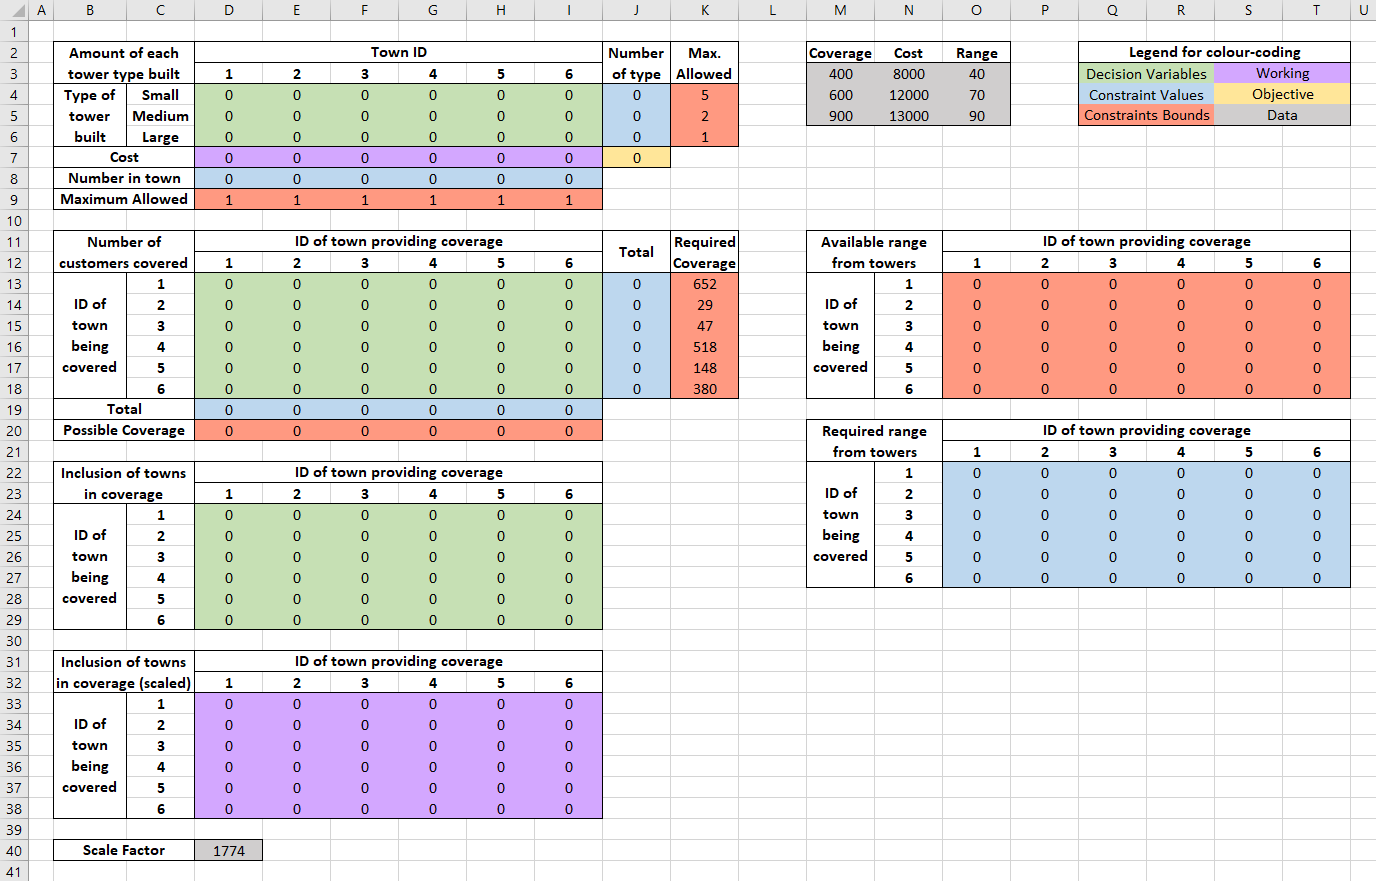 A B C D E F G H I J K L M N O P Q R S T U
1
2 Amount of each Town ID Number Max. Coverage Cost Range Legend for colour-coding
3 tower type built 1 2 3 4 5 6 of type Allowed 400 8000 40 Decision Variables Working
4 Type of Small 0 0 0 0 0 0 0 5 600 12000 70 Constraint Values Objective
5 tower Medium 0 0 0 0 0 0 0 2 900 13000 90 Constraints Bounds Data
6 built Large 0 0 0 0 0 0 0 1
7 Cost 0 0 0 0 0 0 0
8 Number in town 0 0 0 0 0 0
9 Maximum Allowed 1 1 1 1 1 1
10
11 Number of ID of town providing coverage Total Required Available range ID of town providing coverage
12 customers covered 1 2 3 4 5 6 Coverage from towers 1 2 3 4 5 6
13 1 0 0 0 0 0 0 0 652 1 0 0 0 0 0 0
14 ID of 2 0 0 0 0 0 0 0 29 ID of 2 0 0 0 0 0 0
15 town 3 0 0 0 0 0 0 0 47 town 3 0 0 0 0 0 0
16 being 4 0 0 0 0 0 0 0 518 being 4 0 0 0 0 0 0
17 covered 5 0 0 0 0 0 0 0 148 covered 5 0 0 0 0 0 0
18 6 0 0 0 0 0 0 0 380 6 0 0 0 0 0 0
19 Total 0 0 0 0 0 0
20 Possible Coverage 0 0 0 0 0 0 Required range ID of town providing coverage
21 from towers 1 2 3 4 5 6
22 Inclusion of towns ID of town providing coverage 1 0 0 0 0 0 0
23 in coverage 1 2 3 4 5 6 ID of 2 0 0 0 0 0 0
24 1 0 0 0 0 0 0 town 3 0 0 0 0 0 0
25 ID of 2 0 0 0 0 0 0 being 4 0 0 0 0 0 0
26 town 3 0 0 0 0 0 0 covered 5 0 0 0 0 0 0
27 being 4 0 0 0 0 0 0 6 0 0 0 0 0 0
28 covered 5 0 0 0 0 0 0
29 6 0 0 0 0 0 0
30
31 Inclusion of towns ID of town providing coverage
32 in coverage (scaled) 1 2 3 4 5 6
33 1 0 0 0 0 0 0
34 ID of 2 0 0 0 0 0 0
35 town 3 0 0 0 0 0 0
36 being 4 0 0 0 0 0 0
37 covered 5 0 0 0 0 0 0
38 6 0 0 0 0 0 0
39
40 Scale Factor 1774
41